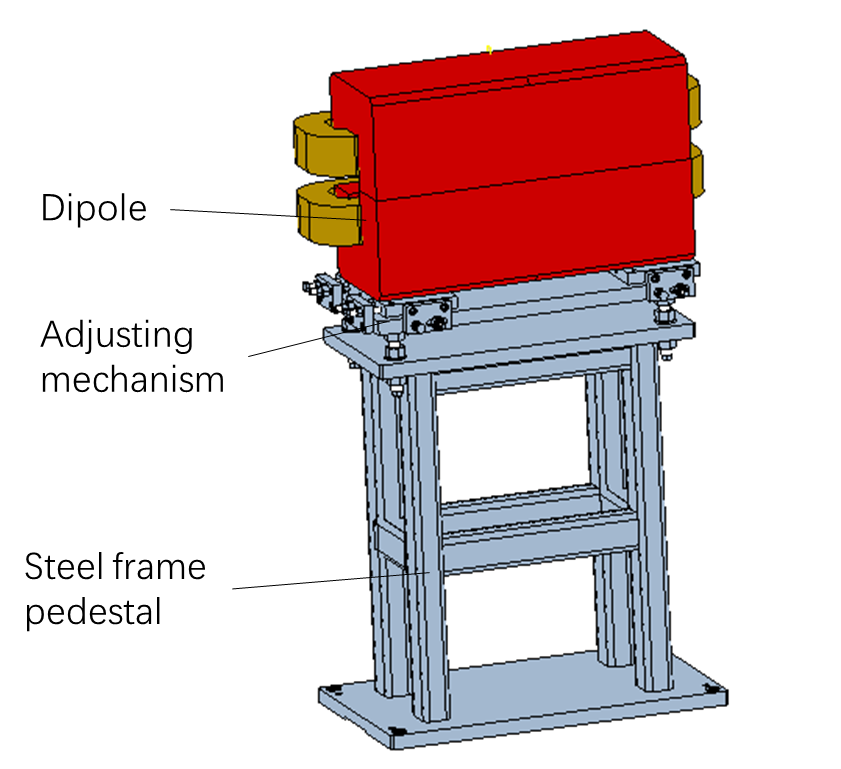 Dipole
Adjusting
mechanism
Steel frame
pedestal